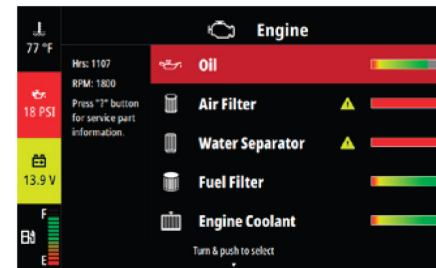 Engine
77 °F
Hrs: 1107
RPM: 1800
Press "?" button
for service part
information.
18 PSI
13.9 V
F
E
Oil
Air Filter
Water Separator
Fuel Filter
Engine Coolant
Turn & push to select